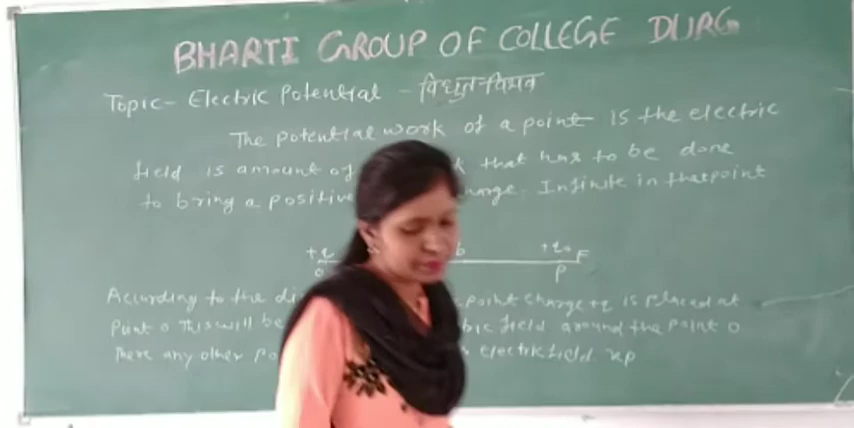 BHARTI GROUP OF COLLEGE DURG
Topic- Electric Potential - विद्युत विभव
The potential work of a point is the electric
field is amount of that has to be done
to bring a positive charge. Infinite in that point
+q b +q₀ F
o P
According to the point charge +q is placed at
Point o This will be field around the point o
There any other electric field